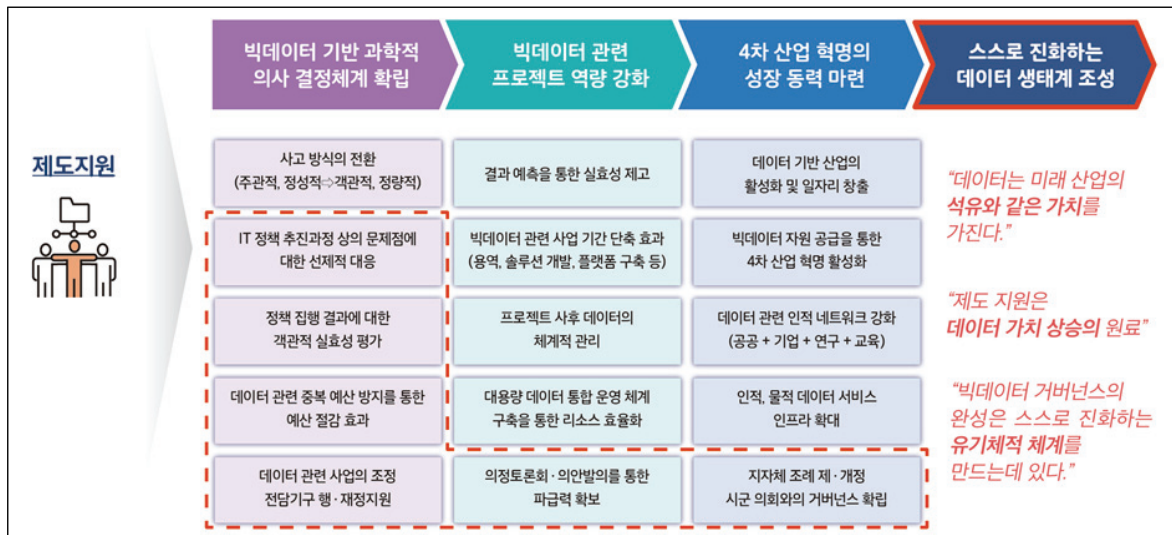 빅데이터 기반 과학적
의사 결정체계 확립
빅데이터 관련
프로젝트 역량 강화
4차 산업 혁명의
성장 동력 마련
스스로 진화하는
데이터 생태계 조성
제도지원
사고 방식의 전환
(주관적, 정성적⇨객관적, 정량적)
결과 예측을 통한 실효성 제고
데이터 기반 산업의
활성화 및 일자리 창출
IT 정책 추진과정 상의 문제점에
대한 선제적 대응
빅데이터 관련 사업 기간 단축 효과
(용역, 솔루션 개발, 플랫폼 구축 등)
빅데이터 자원 공급을 통한
4차 산업 혁명 활성화
정책 집행 결과에 대한
객관적 실효성 평가
프로젝트 사후 데이터의
체계적 관리
데이터 관련 인적 네트워크 강화
(공공 + 기업 + 연구 + 교육)
데이터 관련 중복 예산 방지를 통한
예산 절감 효과
대용량 데이터 통합 운영 체계
구축을 통한 리소스 효율화
인적, 물적 데이터 서비스
인프라 확대
데이터 관련 사업의 조정
전담기구 행·재정지원
의정토론회·의안발의를 통한
파급력 확보
지자체 조례 제·개정
시군 의회와의 거버넌스 확립
“데이터는 미래 산업의
석유와 같은 가치를
가진다.”
“제도 지원은
데이터 가치 상승의 원료”
“빅데이터 거버넌스의
완성은 스스로 진화하는
유기체적 체계를
만드는데 있다.”